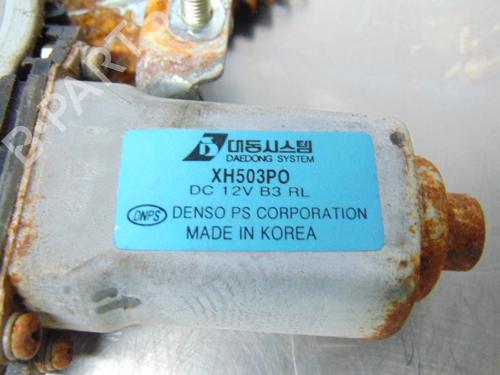 대동시스템
DAEDONG SYSTEM
XH503PO
DC 12V B3 RL
DNPS DENSO PS CORPORATION
MADE IN KOREA
B-PARTS